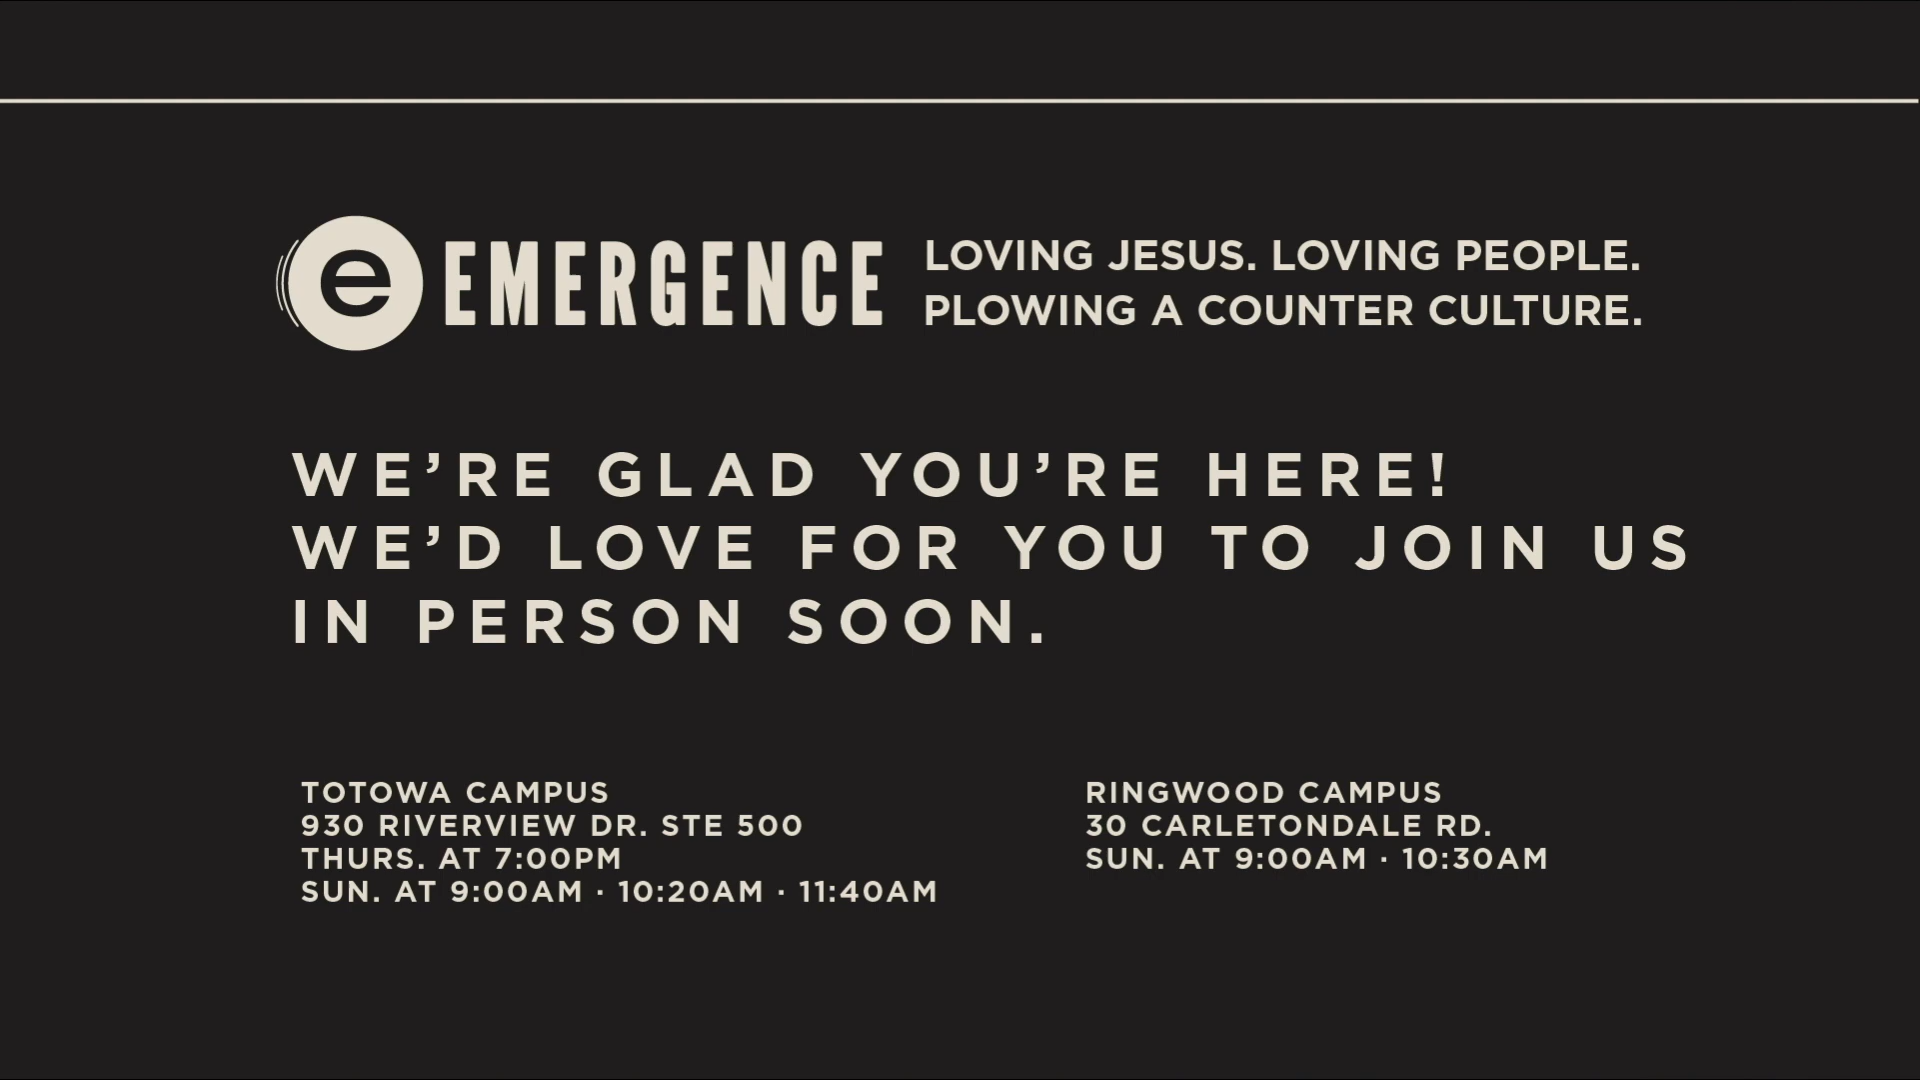 e EMERGENCE
LOVING JESUS. LOVING PEOPLE.
PLOWING A COUNTER CULTURE.
WE’RE GLAD YOU’RE HERE!
WE’D LOVE FOR YOU TO JOIN US
IN PERSON SOON.
TOTOWA CAMPUS
930 RIVERVIEW DR. STE 500
THURS. AT 7:00PM
SUN. AT 9:00AM · 10:20AM · 11:40AM
RINGWOOD CAMPUS
30 CARLETONDALE RD.
SUN. AT 9:00AM · 10:30AM